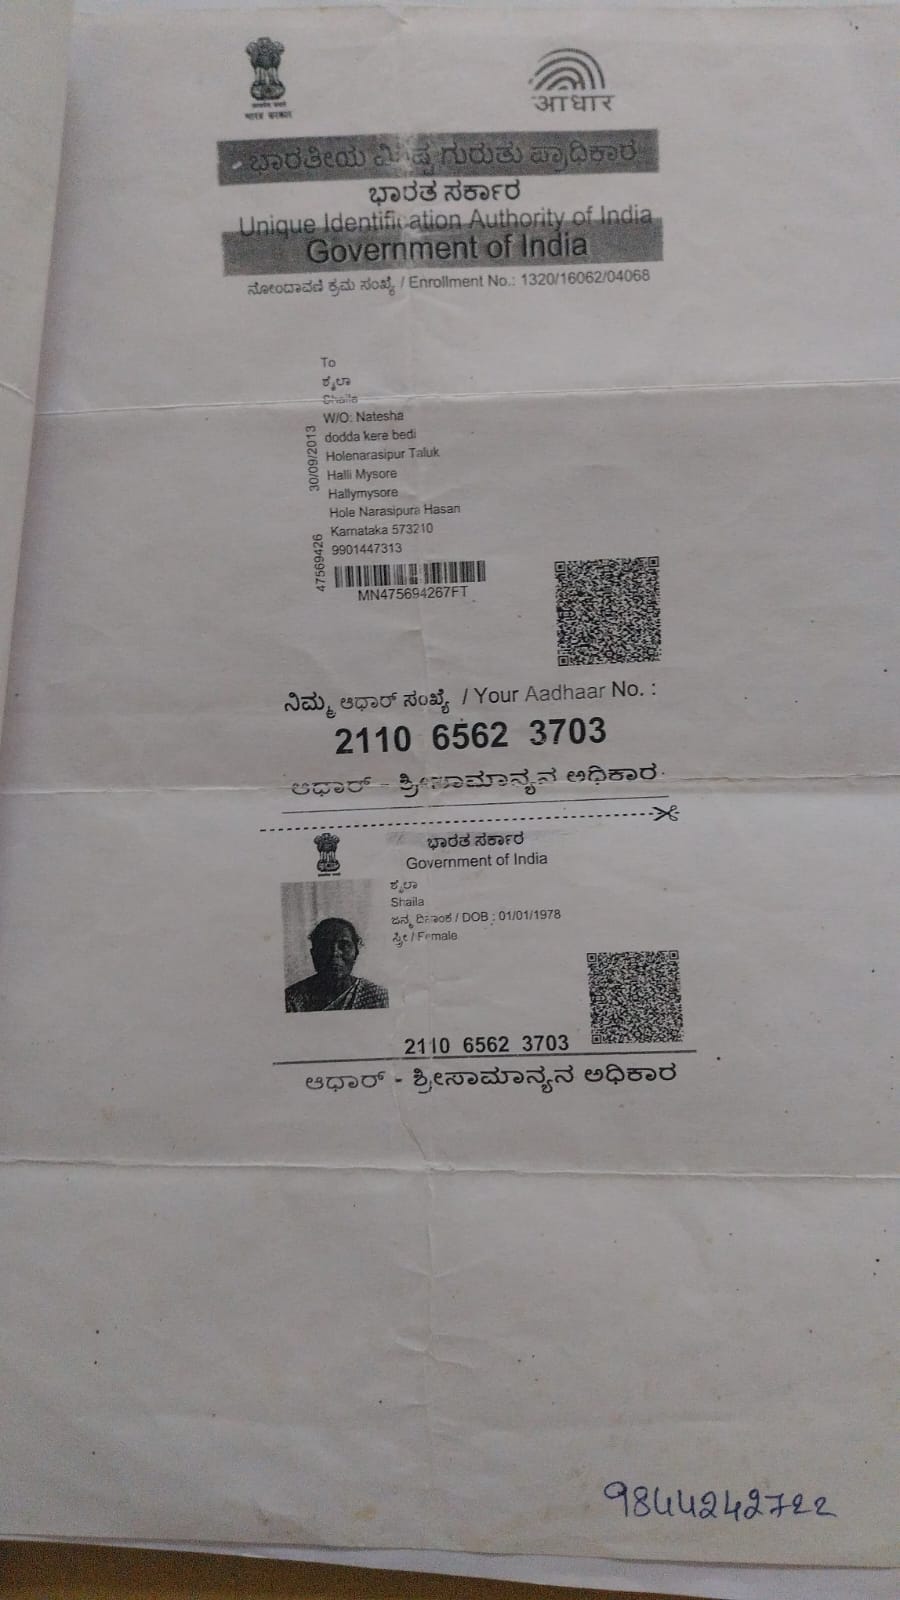 भारत सरकार
आधार
ಭಾರತೀಯ ವಿಶಿಷ್ಟ ಗುರುತು ಪ್ರಾಧಿಕಾರ
ಭಾರತ ಸರ್ಕಾರ
Unique Identification Authority of India
Government of India
ನೋಂದಾವಣಿ ಕ್ರಮ ಸಂಖ್ಯೆ / Enrollment No.: 1320/16062/04068
To
ಶೈಲಾ
Shaila
W/O: Natesha
dodda kere bedi
Holenarasipur Taluk
Halli Mysore
Hallymysore
Hole Narasipura Hasan
Karnataka 573210
9901447313
30/09/2013
47569426
MN475694267FT
ನಿಮ್ಮ ಆಧಾರ್ ಸಂಖ್ಯೆ / Your Aadhaar No. :
2110 6562 3703
ಆಧಾರ್ - ಶ್ರೀಸಾಮಾನ್ಯನ ಅಧಿಕಾರ
ಭಾರತ ಸರ್ಕಾರ
Government of India
ಶೈಲಾ
Shaila
ಜನ್ಮ ದಿನಾಂಕ / DOB : 01/01/1978
ಸ್ತ್ರೀ / Female
2110 6562 3703
ಆಧಾರ್ - ಶ್ರೀಸಾಮಾನ್ಯನ ಅಧಿಕಾರ
9844242722